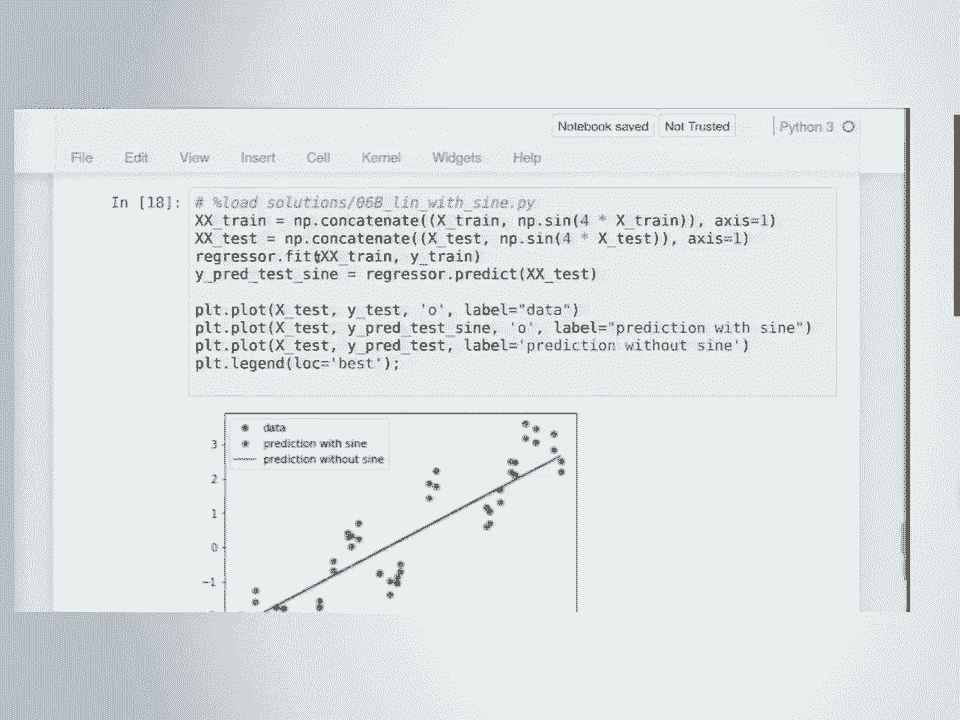 Notebook saved Not Trusted Python 3
File Edit View Insert Cell Kernel Widgets Help
In [18]: # %load solutions/06B_lin_with_sine.py
XX_train = np.concatenate((X_train, np.sin(4 * X_train)), axis=1)
XX_test = np.concatenate((X_test, np.sin(4 * X_test)), axis=1)
regressor.fit(XX_train, y_train)
y_pred_test_sine = regressor.predict(XX_test)
plt.plot(X_test, y_test, 'o', label="data")
plt.plot(X_test, y_pred_test_sine, 'o', label="prediction with sine")
plt.plot(X_test, y_pred_test, label='prediction without sine')
plt.legend(loc='best');
data
prediction with sine
prediction without sine
3
2
1
0
−1